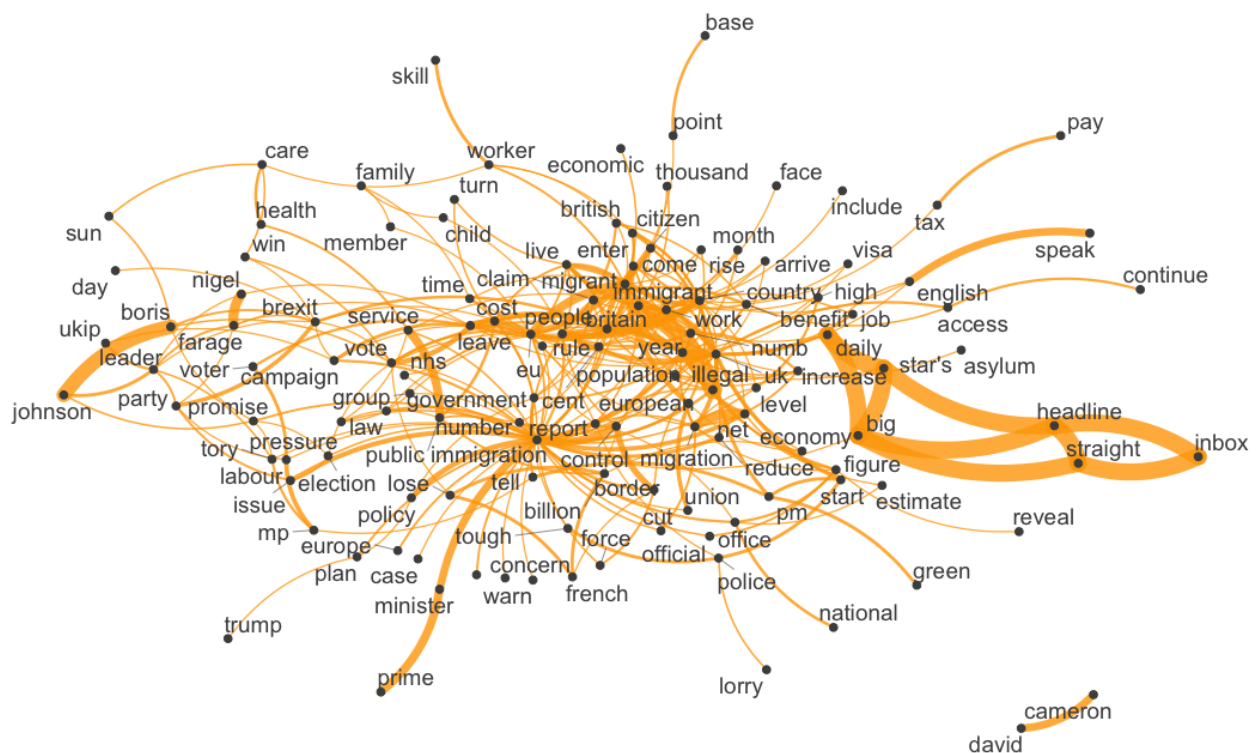 base
skill
point
pay
care
worker
economic
family
thousand
face
turn
british
citizen
include
tax
health
sun
member
child
win
live
enter
month
speak
come
rise
arrive
visa
day
nigel
time
claim
migrant
immigrant
country
high
english
continue
boris
brexit
cost
people
britain
work
benefit
job
access
ukip
farage
service
leave
rule
year
numb
daily
leader
vote
nhs
voter
campaign
eu
population
illegal
uk
increase
star's
asylum
johnson
party
promise
group
government
cent
european
level
headline
law
number
report
net
economy
big
tory
pressure
public
immigration
control
migration
reduce
figure
straight
inbox
labour
election
lose
tell
border
start
issue
policy
billion
union
pm
estimate
mp
europe
tough
force
cut
office
reveal
plan
case
concern
official
police
minister
warn
french
green
trump
national
prime
lorry
cameron
david